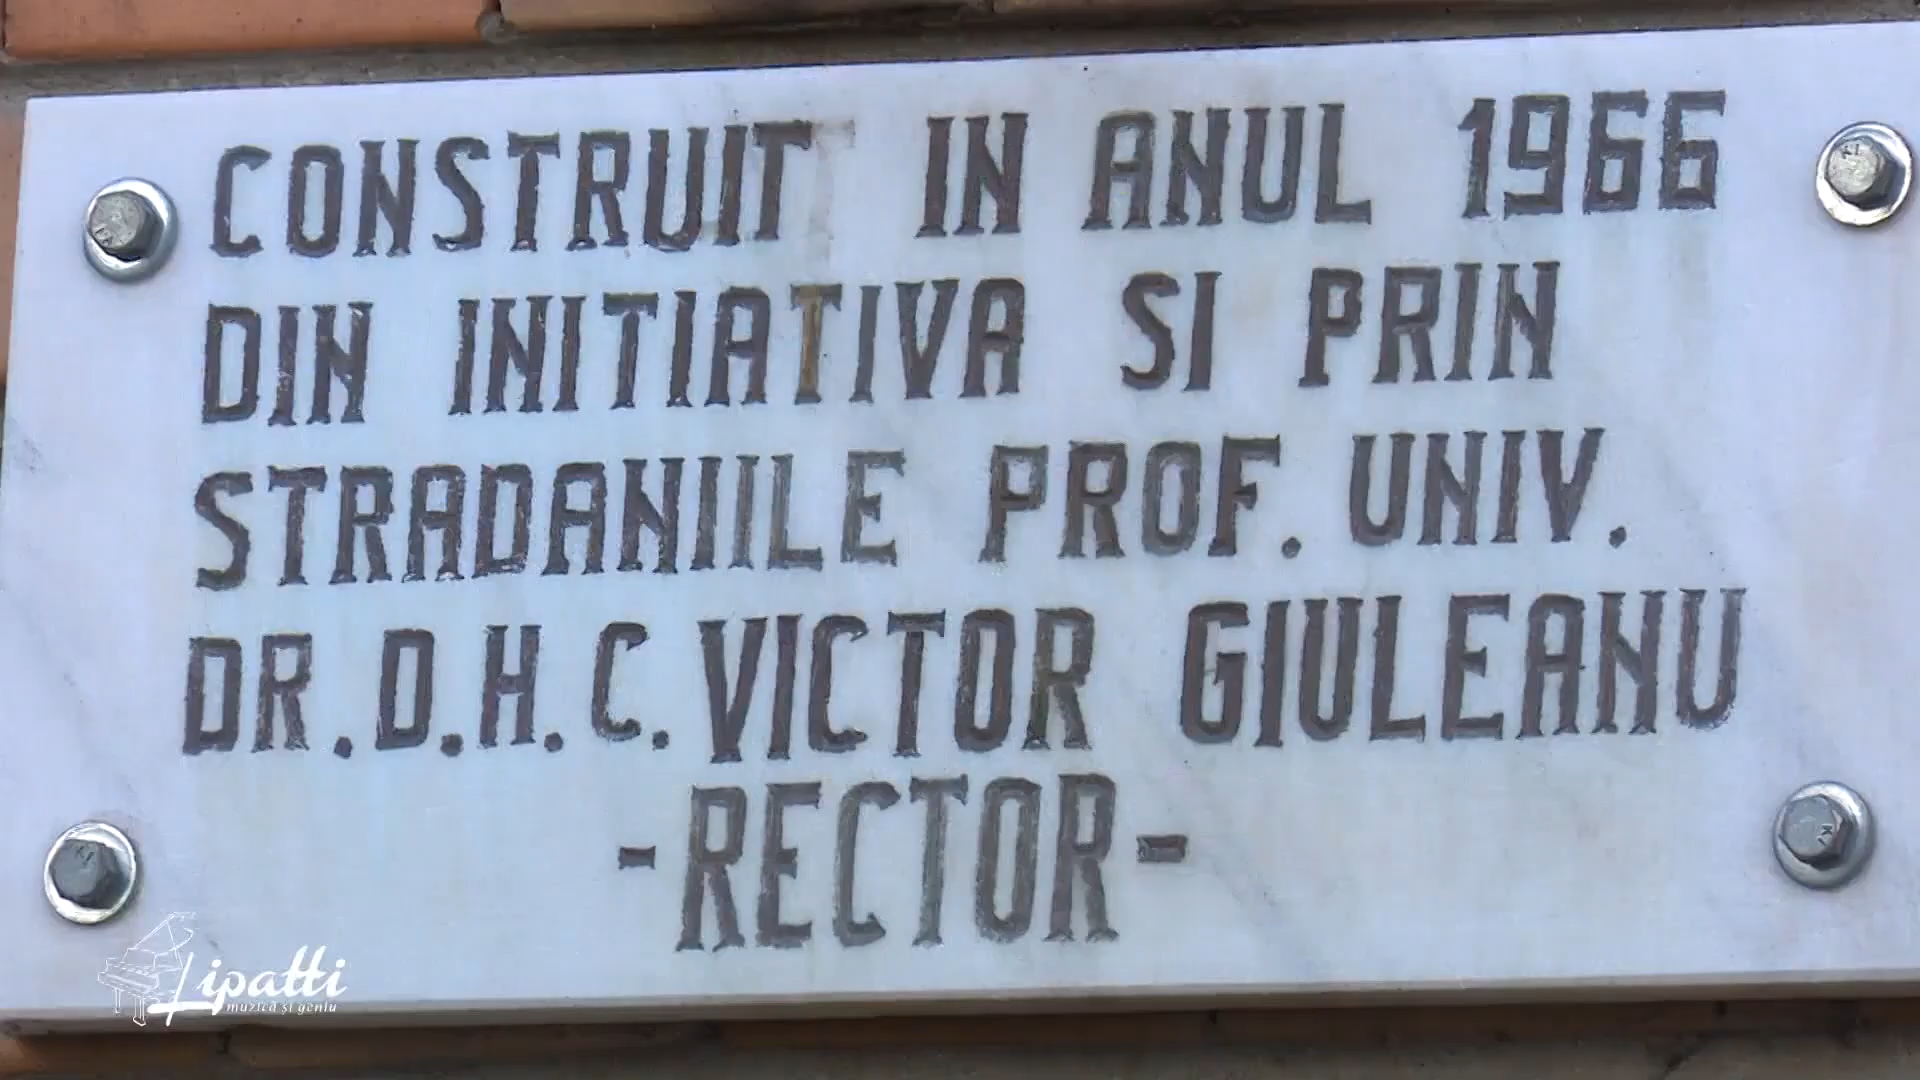 CONSTRUIT IN ANUL 1966
DIN INITIATIVA SI PRIN
STRADANIILE PROF. UNIV.
DR. D.H.C. VICTOR GIULEANU
-RECTOR-
Lipatti
muzică și geniu